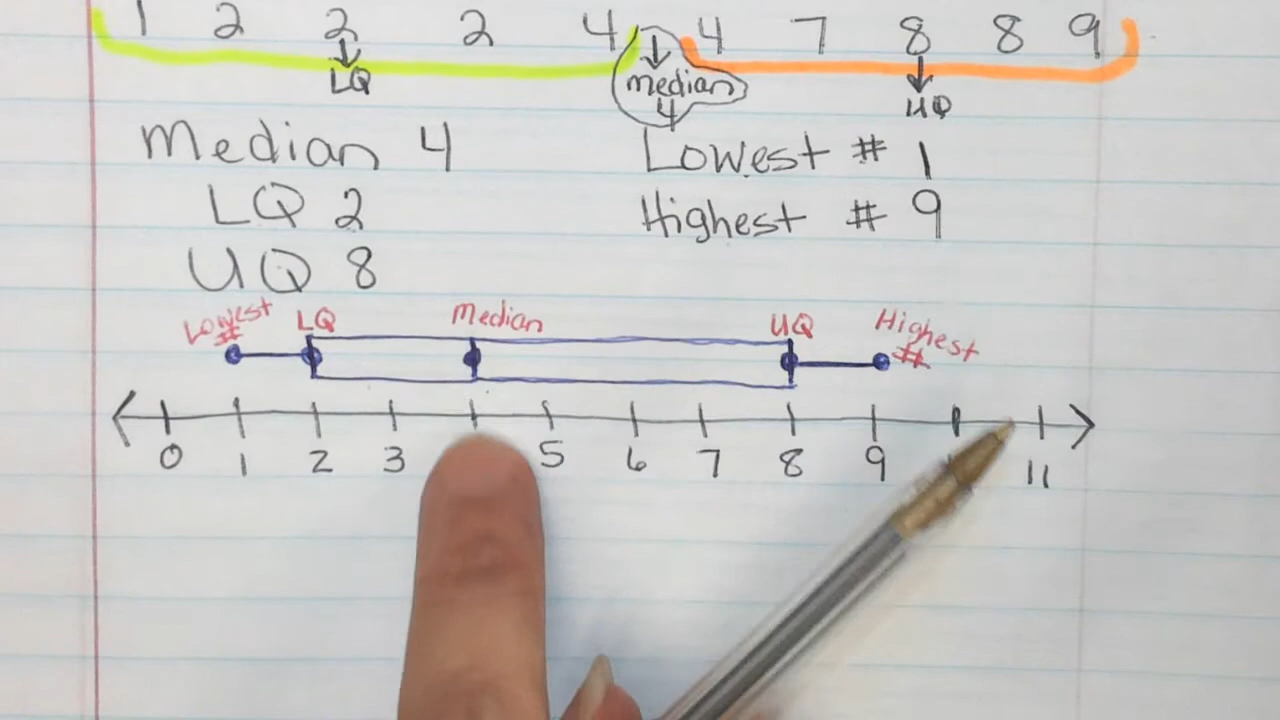 1 2 2 2 4 4 7 8 8 9
LQ median UQ
4
Median 4 Lowest # 1
LQ 2 Highest # 9
UQ 8
Lowest # LQ Median UQ Highest #
0 1 2 3 5 6 7 8 9 11